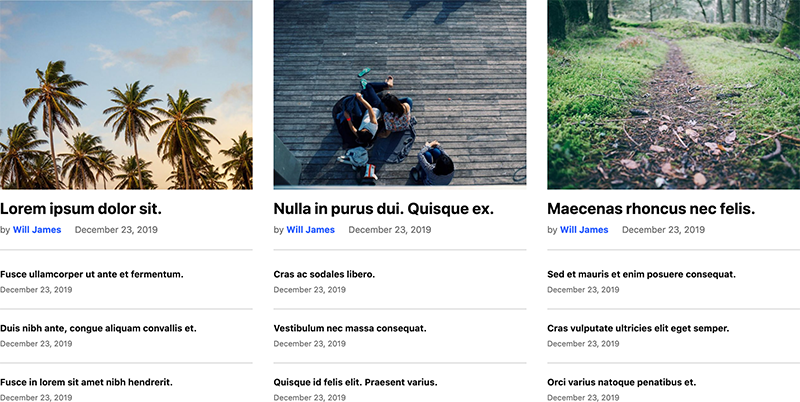 Lorem ipsum dolor sit.
by Will James December 23, 2019
Fusce ullamcorper ut ante et fermentum.
December 23, 2019
Duis nibh ante, congue aliquam convallis et.
December 23, 2019
Fusce in lorem sit amet nibh hendrerit.
December 23, 2019
Nulla in purus dui. Quisque ex.
by Will James December 23, 2019
Cras ac sodales libero.
December 23, 2019
Vestibulum nec massa consequat.
December 23, 2019
Quisque id felis elit. Praesent varius.
December 23, 2019
Maecenas rhoncus nec felis.
by Will James December 23, 2019
Sed et mauris et enim posuere consequat.
December 23, 2019
Cras vulputate ultricies elit eget semper.
December 23, 2019
Orci varius natoque penatibus et.
December 23, 2019